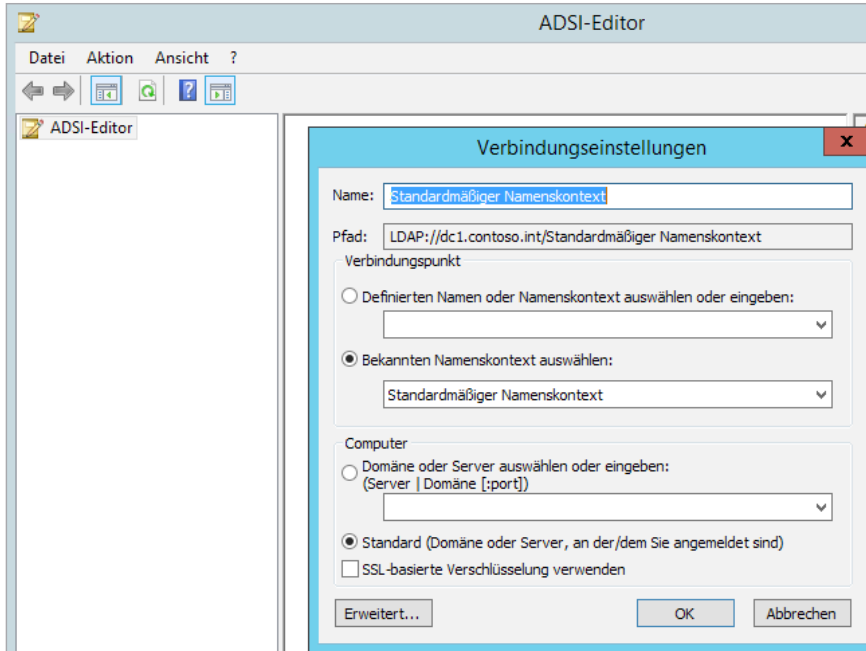 ADSI-Editor
Datei Aktion Ansicht ?
ADSI-Editor
Verbindungseinstellungen
x
Name: Standardmäßiger Namenskontext
Pfad: LDAP://dc1.contoso.int/Standardmäßiger Namenskontext
Verbindungspunkt
Definierten Namen oder Namenskontext auswählen oder eingeben:
Bekannten Namenskontext auswählen:
Standardmäßiger Namenskontext
Computer
Domäne oder Server auswählen oder eingeben:
(Server | Domäne [:port])
Standard (Domäne oder Server, an der/dem Sie angemeldet sind)
SSL-basierte Verschlüsselung verwenden
Erweitert... OK Abbrechen